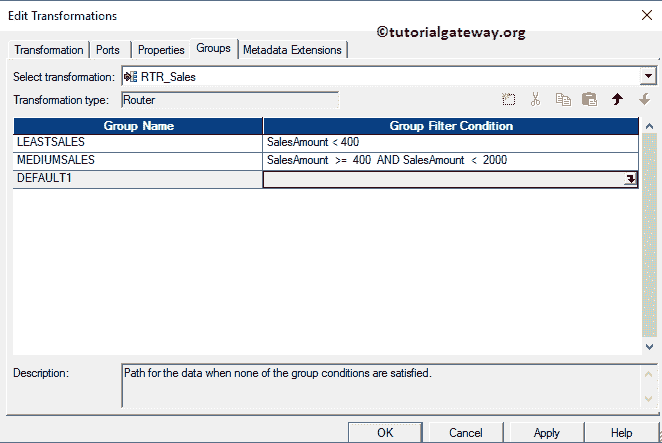 Edit Transformations
©tutorialgateway.org
Transformation Ports Properties Groups Metadata Extensions
Select transformation: RTR_Sales
Transformation type: Router
Group Name Group Filter Condition
LEASTSALES SalesAmount < 400
MEDIUMSALES SalesAmount >= 400 AND SalesAmount < 2000
DEFAULT1
Description: Path for the data when none of the group conditions are satisfied.
OK Cancel Apply Help